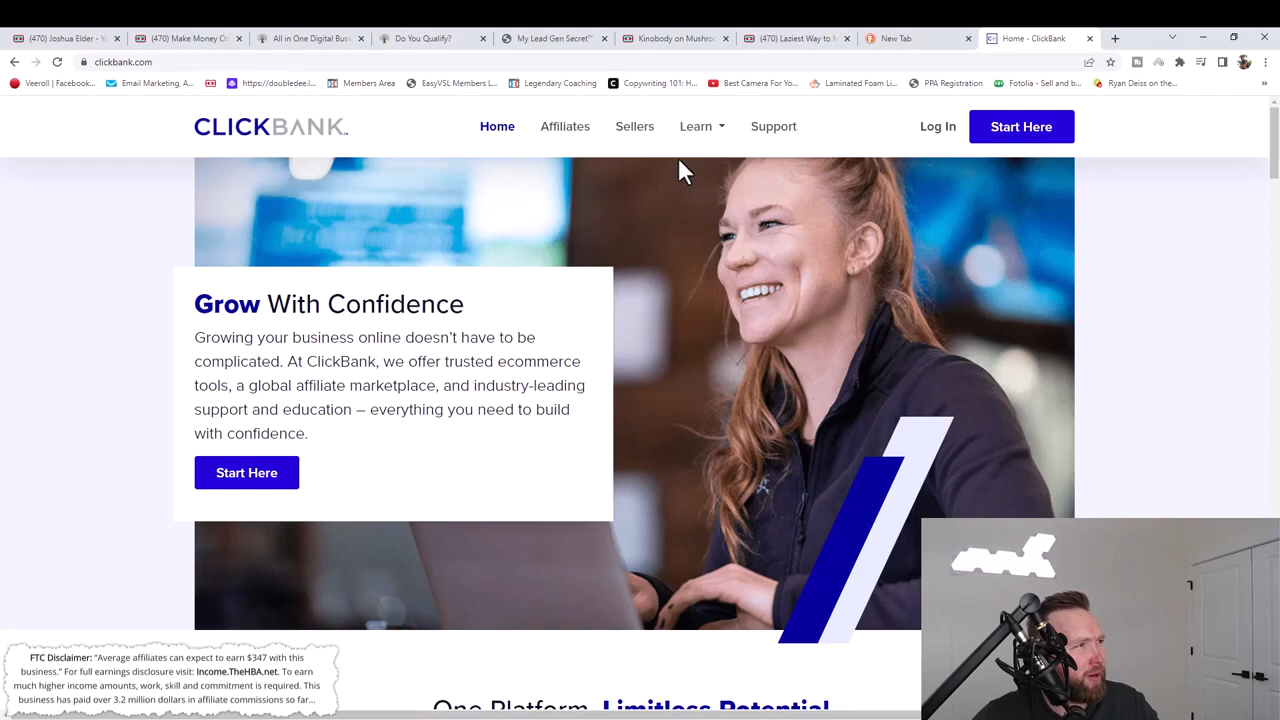 (470) Joshua Elder - Y
(470) Make Money O
All in One Digital Bus
Do You Qualify?
My Lead Gen Secret™
Kinobody on Mushro
(470) Laziest Way to M
New Tab
Home - ClickBank
clickbank.com
Veeroll | Facebook...
Email Marketing, A...
https://doubledee.l...
Members Area
EasyVSL Members L...
Legendary Coaching
Copywriting 101: H...
Best Camera For Yo...
Laminated Foam Li...
PPA Registration
Fotolia - Sell and b...
Ryan Deiss on the...
CLICKBANK
Home
Affiliates
Sellers
Learn
Support
Log In
Start Here
Grow With Confidence
Growing your business online doesn't have to be
complicated. At ClickBank, we offer trusted ecommerce
tools, a global affiliate marketplace, and industry-leading
support and education – everything you need to build
with confidence.
Start Here
FTC Disclaimer: "Average affiliates can expect to earn $347 with this
business." For full earnings disclosure visit: Income.TheHBA.net. To earn
much higher income amounts, work, skill and commitment is required. This
business has paid over 3.2 million dollars in affiliate commissions so far...
One Platform. Limitless Potential